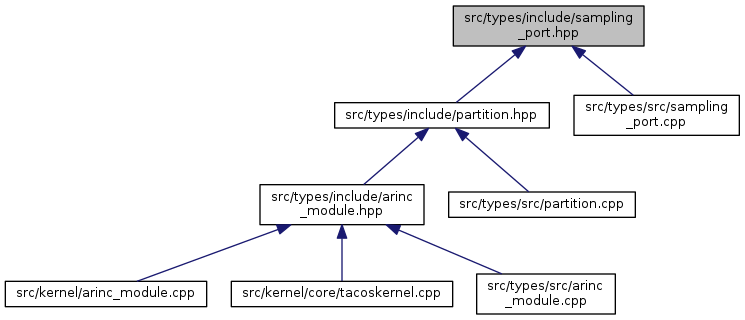 src/types/include/sampling
_port.hpp
src/types/include/partition.hpp
src/types/src/sampling
_port.cpp
src/types/include/arinc
_module.hpp
src/types/src/partition.cpp
src/kernel/arinc_module.cpp
src/kernel/core/tacoskernel.cpp
src/types/src/arinc
_module.cpp